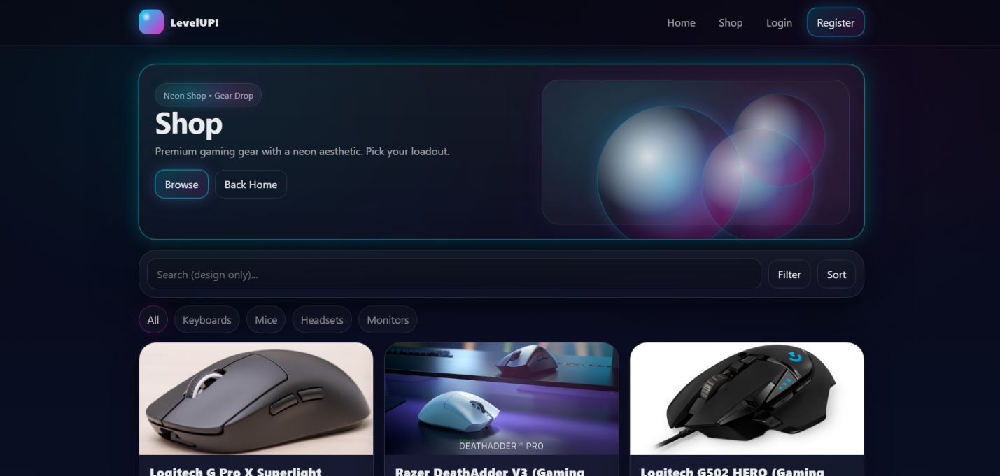 LevelUP!
Home Shop Login Register
Neon Shop • Gear Drop
Shop
Premium gaming gear with a neon aesthetic. Pick your loadout.
Browse Back Home
Search (design only)...
Filter Sort
All Keyboards Mice Headsets Monitors
DEATHADDER V3 PRO
Logitech G Pro X Superlight
Razer DeathAdder V3 (Gaming
Logitech G502 HERO (Gaming